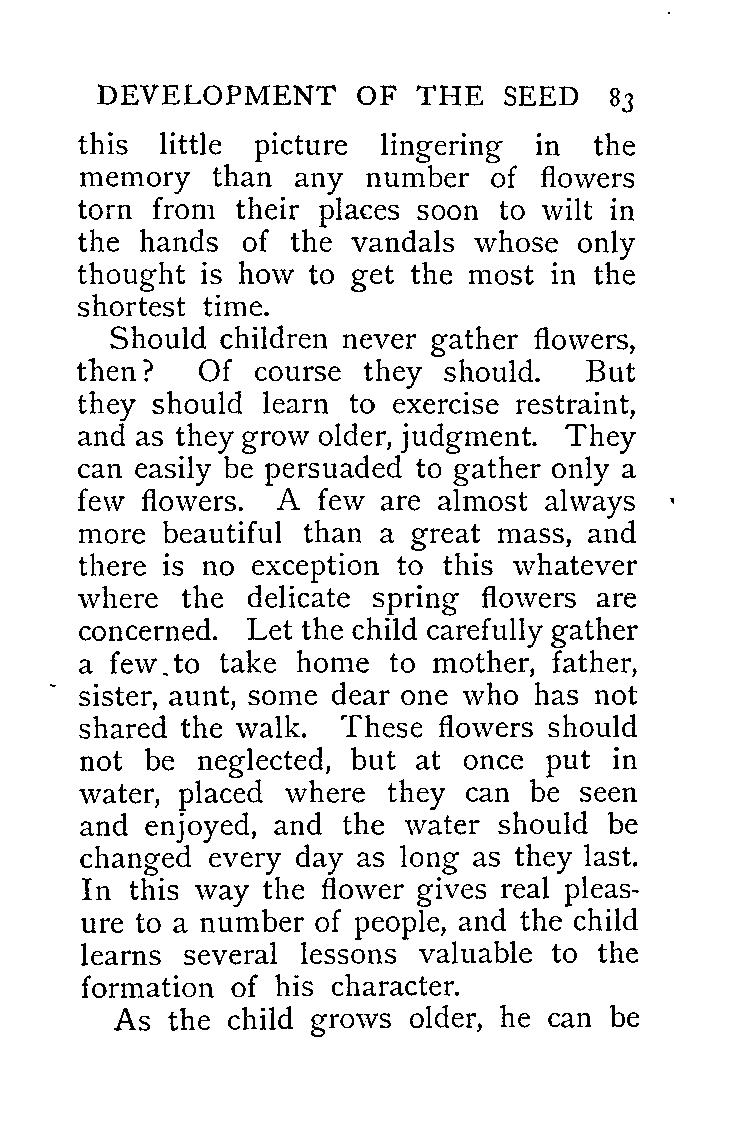 DEVELOPMENT OF THE SEED 83
this little picture lingering in the
memory than any number of flowers
torn from their places soon to wilt in
the hands of the vandals whose only
thought is how to get the most in the
shortest time.
Should children never gather flowers,
then? Of course they should. But
they should learn to exercise restraint,
and as they grow older, judgment. They
can easily be persuaded to gather only a
few flowers. A few are almost always
more beautiful than a great mass, and
there is no exception to this whatever
where the delicate spring flowers are
concerned. Let the child carefully gather
a few to take home to mother, father,
sister, aunt, some dear one who has not
shared the walk. These flowers should
not be neglected, but at once put in
water, placed where they can be seen
and enjoyed, and the water should be
changed every day as long as they last.
In this way the flower gives real pleas-
ure to a number of people, and the child
learns several lessons valuable to the
formation of his character.
As the child grows older, he can be